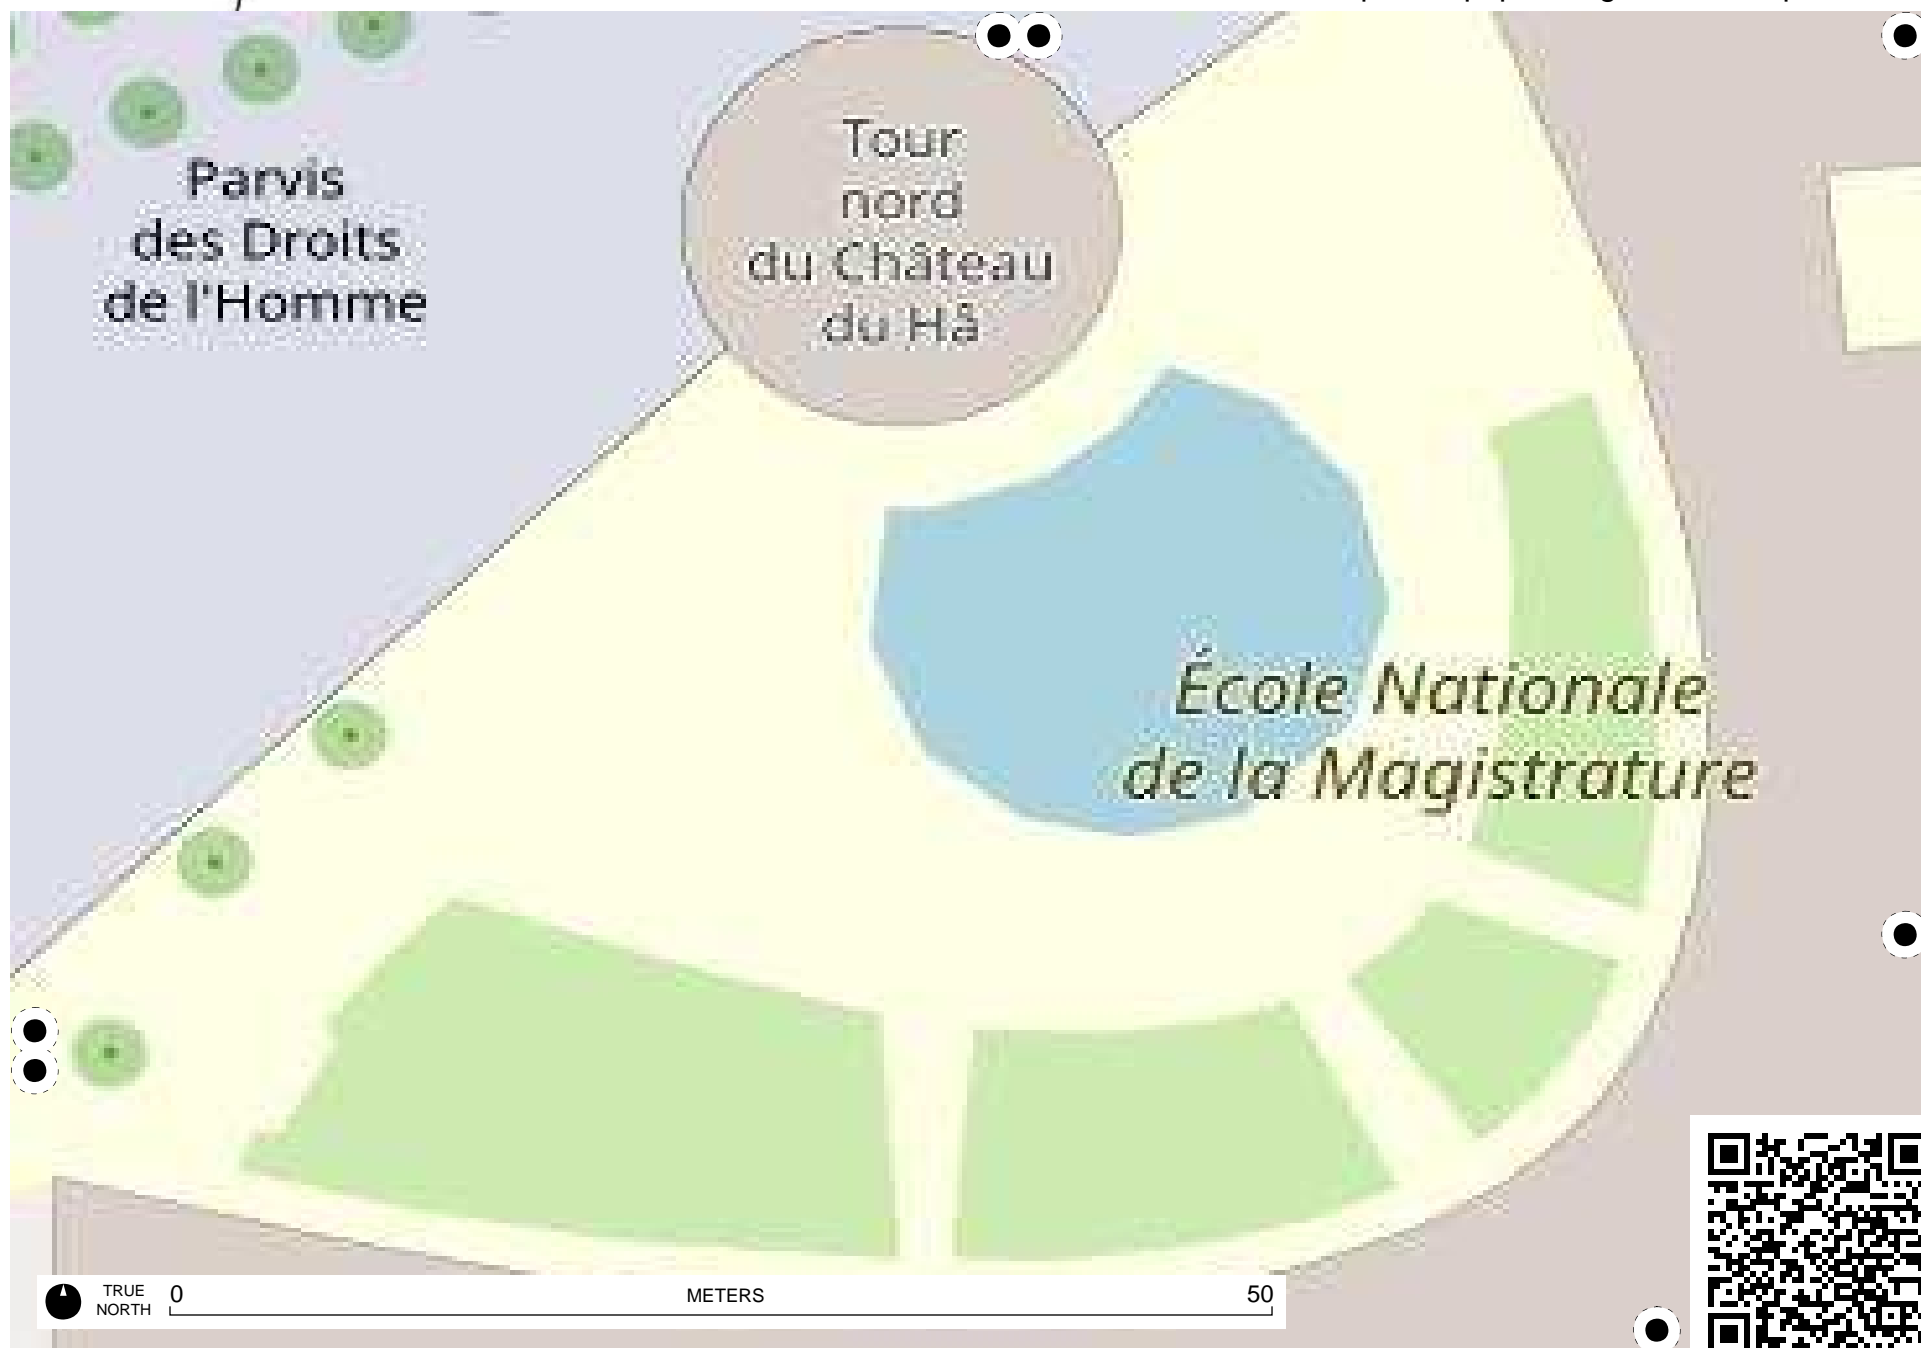 Parvis
des Droits
de l'Homme
Tour
nord
du Château
du Hâ
École Nationale
de la Magistrature
TRUE
NORTH
0
METERS
50